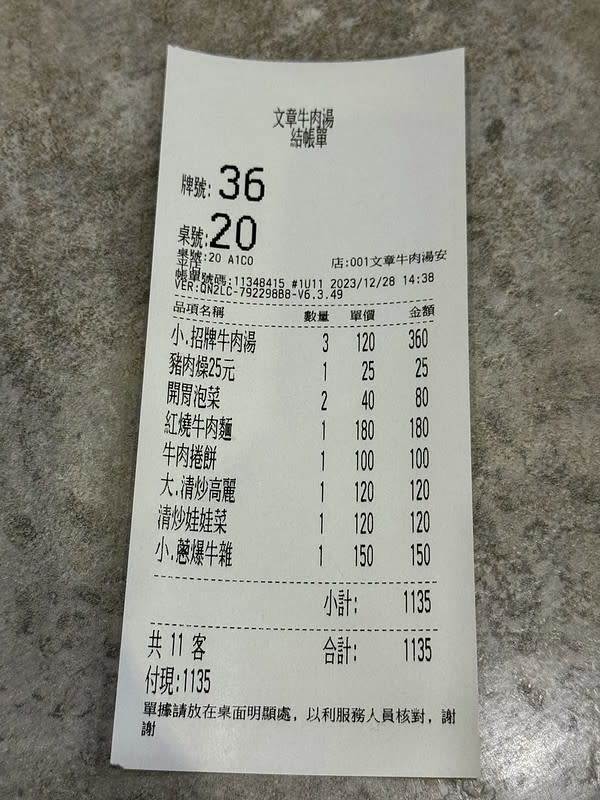 文章牛肉湯
結帳單
牌號: 36
桌號:20
桌號:20 A1C0
店:001文章牛肉湯安
帳單號碼:11348415 #1U11 2023/12/28 14:38
VER:QN2LC-792298B8-V6.3.49
品項名稱 數量 單價 金額
小.招牌牛肉湯 3 120 360
豬肉燥25元 1 25 25
開胃泡菜 2 40 80
紅燒牛肉麵 1 180 180
牛肉捲餅 1 100 100
大.清炒高麗 1 120 120
清炒娃娃菜 1 120 120
小.蔥爆牛雜 1 150 150
小計: 1135
共 11 客 合計: 1135
付現:1135
單據請放在桌面明顯處, 以利服務人員核對, 謝
謝